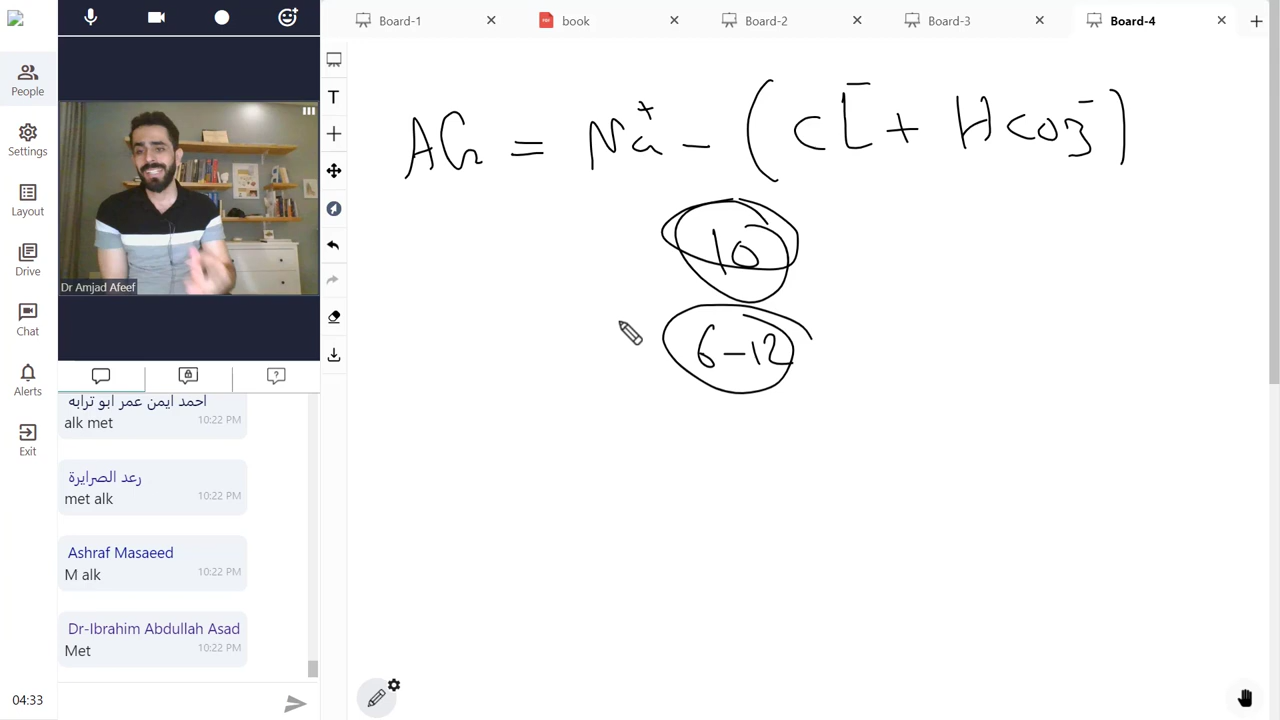 Board-1
book
Board-2
Board-3
Board-4
People
Settings
Layout
Drive
Chat
Alerts
Exit
04:33
Dr Amjad Afeef
احمد ايمن عمر ابو ترابه
alk met
10:22 PM
رعد الصرايرة
met alk
10:22 PM
Ashraf Masaeed
M alk
10:22 PM
Dr-Ibrahim Abdullah Asad
Met
10:22 PM
T
AG = Na⁺ - (Cl⁻ + HCO3⁻)
10
6-12